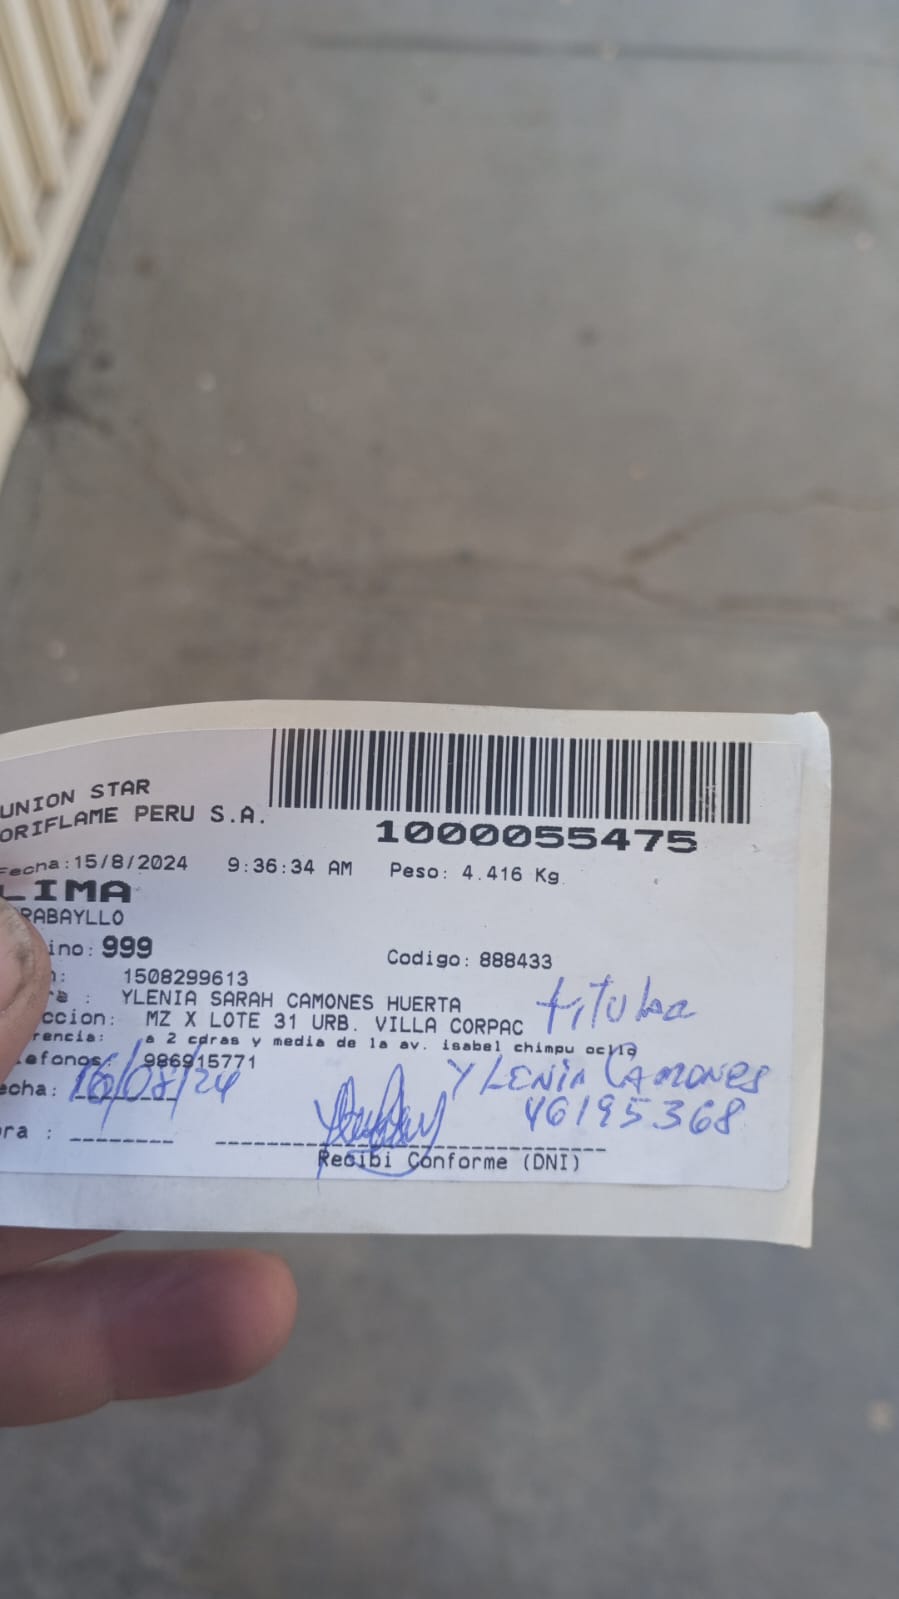 UNION STAR
ORIFLAME PERU S.A.
1000055475
Fecha:15/8/2024 9:36:34 AM Peso: 4.416 Kg
LIMA
RABAYLLO
ino: 999 Codigo: 888433
1508299613
YLENIA SARAH CAMONES HUERTA titular
ccion: MZ X LOTE 31 URB. VILLA CORPAC
rencia: a 2 cdras y media de la av. isabel chimpu oclla
efonos: 986915771
echa: 16/08/24 YLENIA CAMONES
46195368
ra :
Recibi Conforme (DNI)